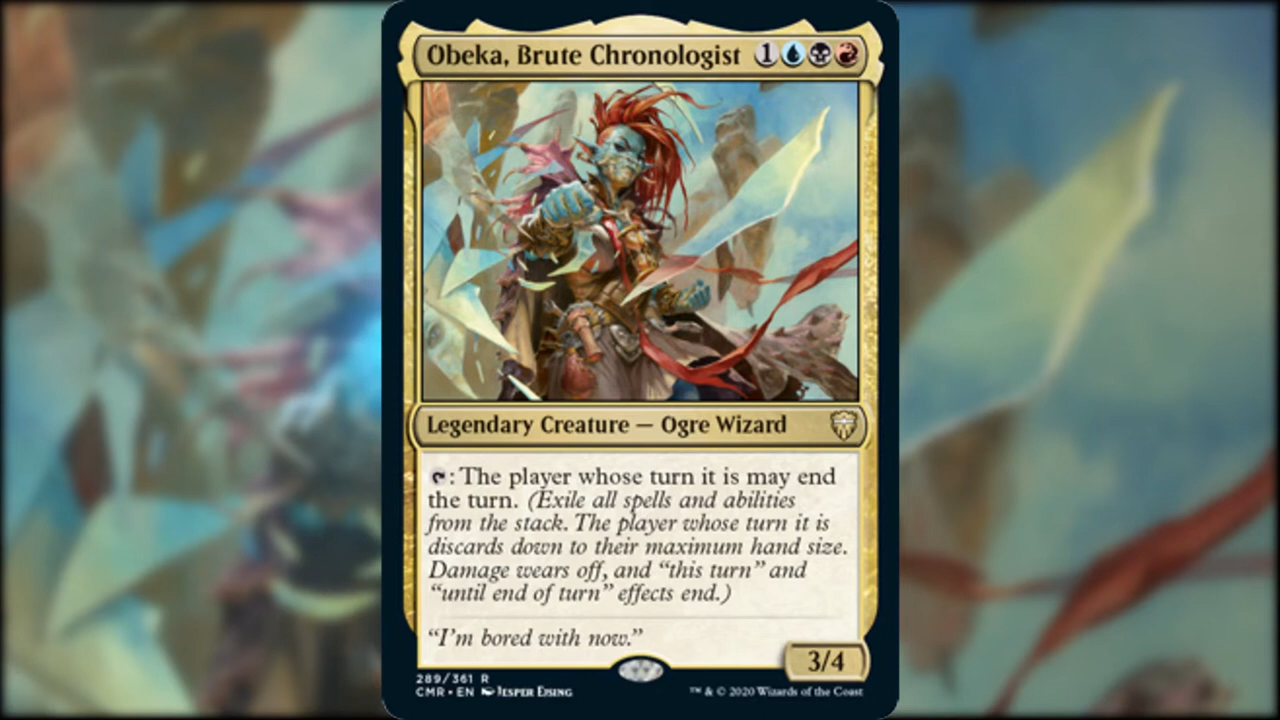 Obeka, Brute Chronologist 1
Legendary Creature — Ogre Wizard
: The player whose turn it is may end
the turn. (Exile all spells and abilities
from the stack. The player whose turn it is
discards down to their maximum hand size.
Damage wears off, and “this turn” and
“until end of turn” effects end.)
“I’m bored with now.”
3/4
289/361 R
CMR • EN Jesper Ejsing
™ & © 2020 Wizards of the Coast